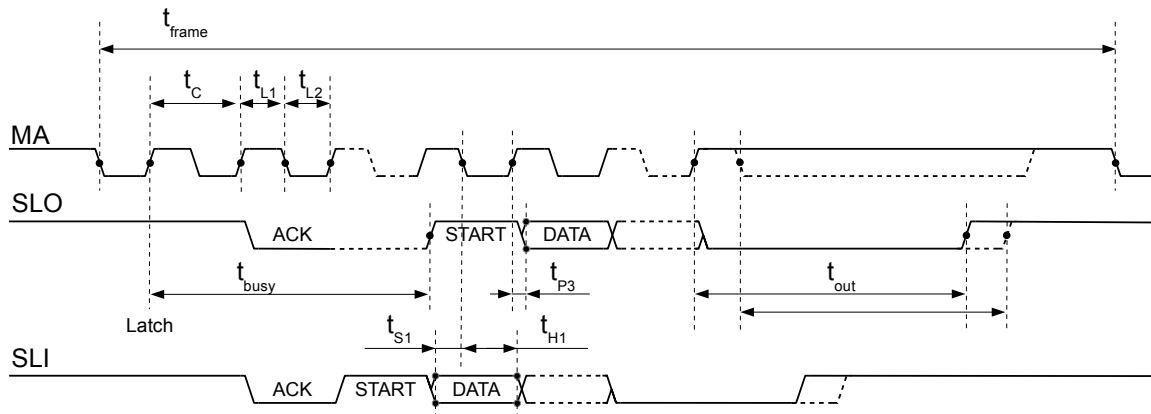 t_frame
t_C t_L1 t_L2
MA
SLO
ACK START DATA
t_busy t_P3 t_out
Latch
t_S1 t_H1
SLI
ACK START DATA